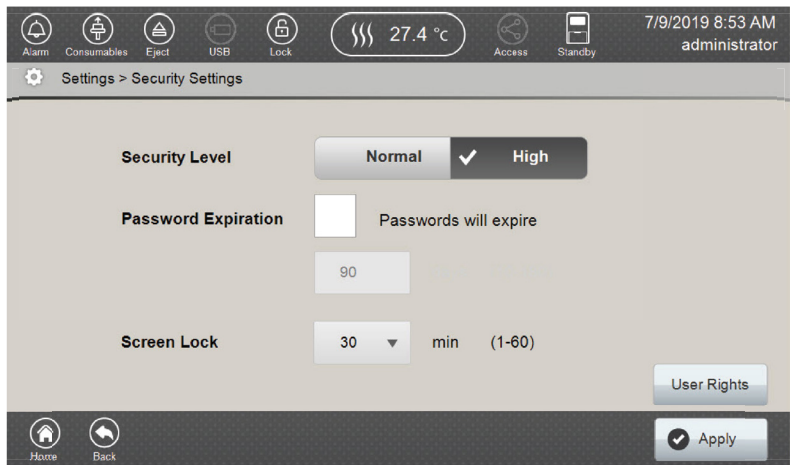 Alarm Consumables Eject USB Lock 27.4 °C Access Standby 7/9/2019 8:53 AM
administrator
Settings > Security Settings
Security Level Normal High
Password Expiration Passwords will expire
90
Screen Lock 30 min (1-60)
User Rights
Home Back Apply